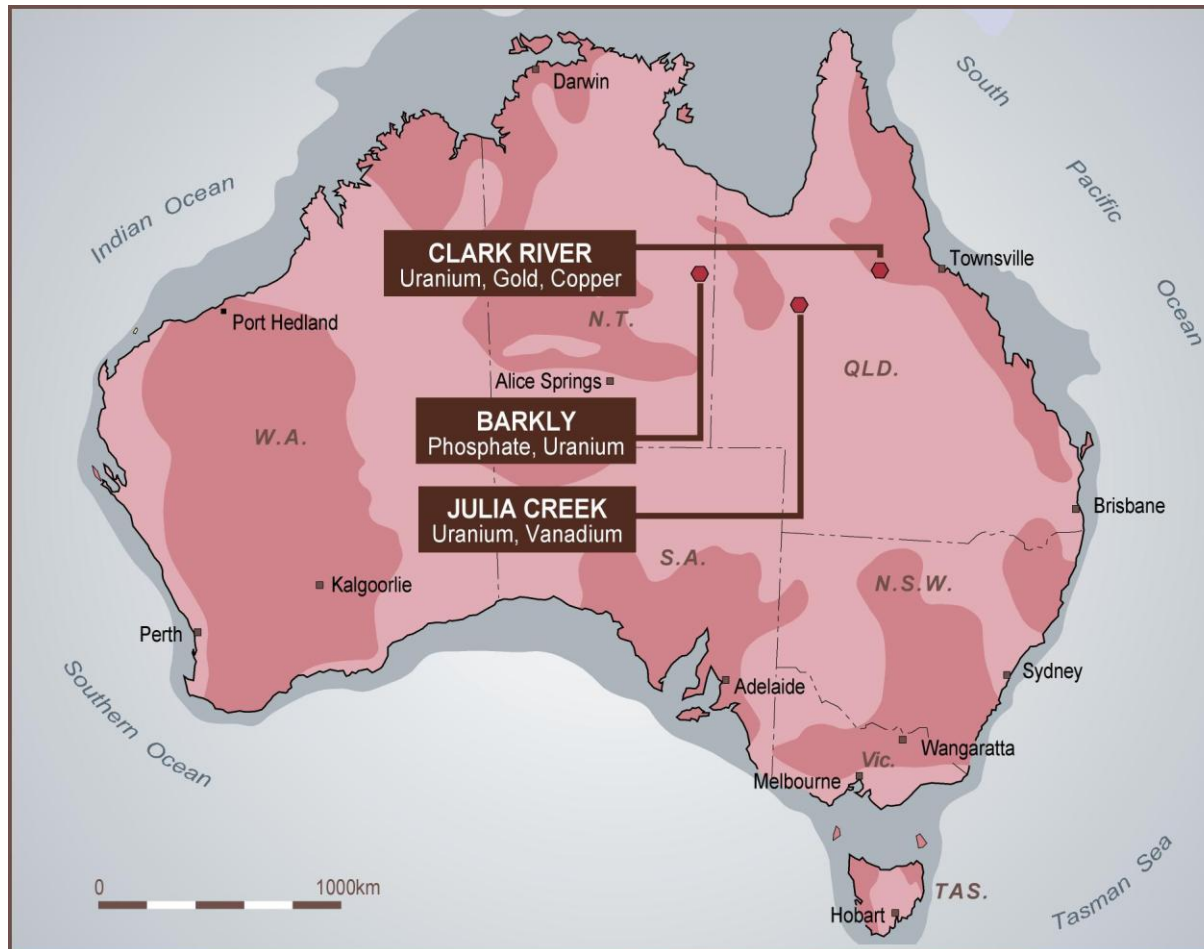 South
Pacific
Ocean
Darwin
Indian Ocean
CLARK RIVER
Uranium, Gold, Copper
Townsville
Port Hedland
N.T.
QLD.
Alice Springs
W.A.
BARKLY
Phosphate, Uranium
JULIA CREEK
Uranium, Vanadium
Brisbane
S.A.
N.S.W.
Kalgoorlie
Perth
Southern Ocean
Adelaide
Sydney
Wangaratta
Vic.
Melbourne
0 1000km
TAS.
Hobart
Tasman Sea